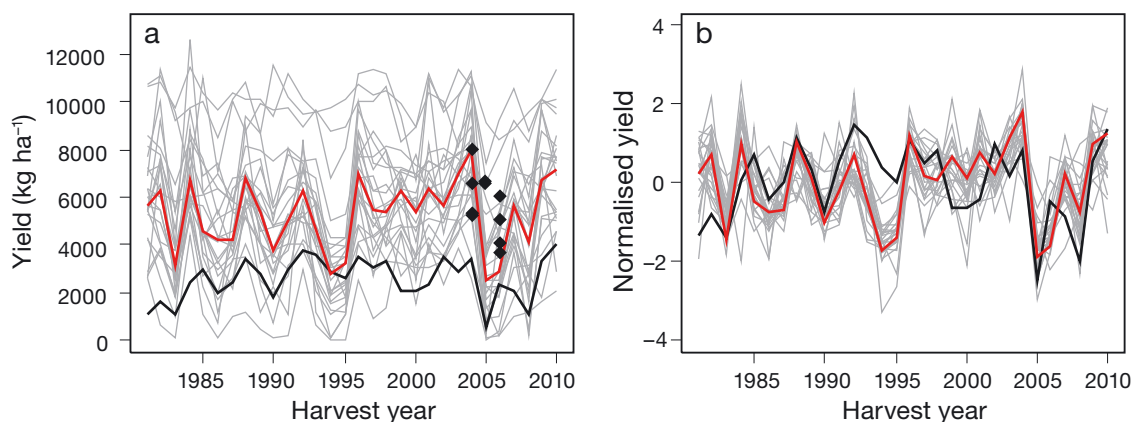 a
12000
10000
8000
6000
4000
2000
0
Yield (kg ha⁻¹)
1985 1990 1995 2000 2005 2010
Harvest year
b
4
2
0
−2
−4
Normalised yield
1985 1990 1995 2000 2005 2010
Harvest year